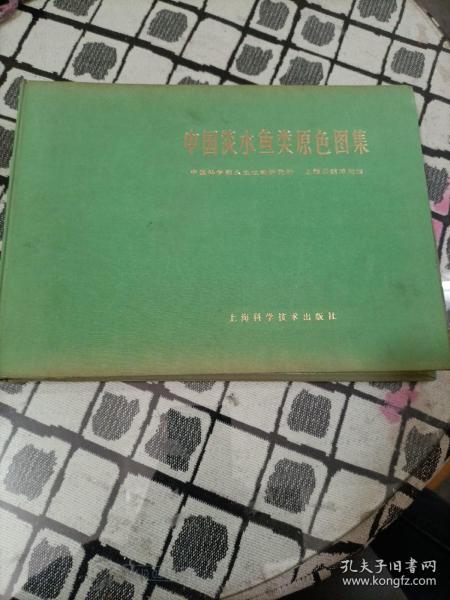 中国淡水鱼类原色图集
中国科学院水生生物研究所 上海自然博物馆
上海科学技术出版社
孔夫子旧书网
www.kongfz.com